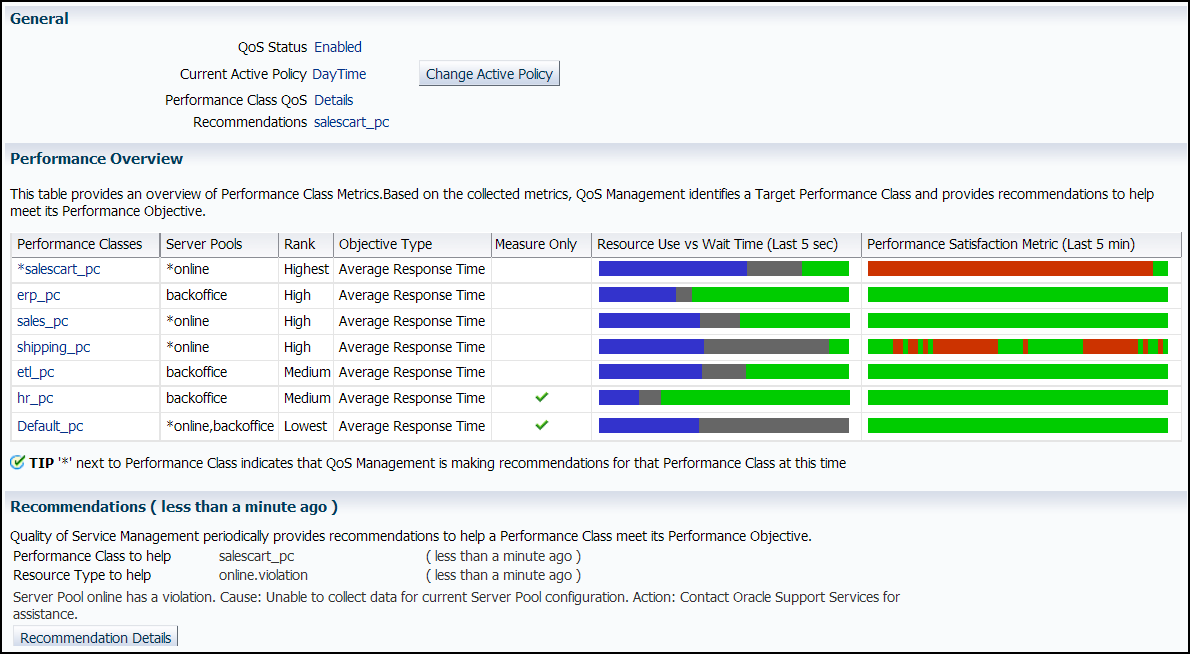 General
QoS Status Enabled
Current Active Policy DayTime Change Active Policy
Performance Class QoS Details
Recommendations salescart_pc
Performance Overview
This table provides an overview of Performance Class Metrics.Based on the collected metrics, QoS Management identifies a Target Performance Class and provides recommendations to help
meet its Performance Objective.
Performance Classes Server Pools Rank Objective Type Measure Only Resource Use vs Wait Time (Last 5 sec) Performance Satisfaction Metric (Last 5 min)
*salescart_pc *online Highest Average Response Time
erp_pc backoffice High Average Response Time
sales_pc *online High Average Response Time
shipping_pc *online High Average Response Time
etl_pc backoffice Medium Average Response Time
hr_pc backoffice Medium Average Response Time
Default_pc *online,backoffice Lowest Average Response Time
TIP '*' next to Performance Class indicates that QoS Management is making recommendations for that Performance Class at this time
Recommendations ( less than a minute ago )
Quality of Service Management periodically provides recommendations to help a Performance Class meet its Performance Objective.
Performance Class to help salescart_pc ( less than a minute ago )
Resource Type to help online.violation ( less than a minute ago )
Server Pool online has a violation. Cause: Unable to collect data for current Server Pool configuration. Action: Contact Oracle Support Services for
assistance.
Recommendation Details